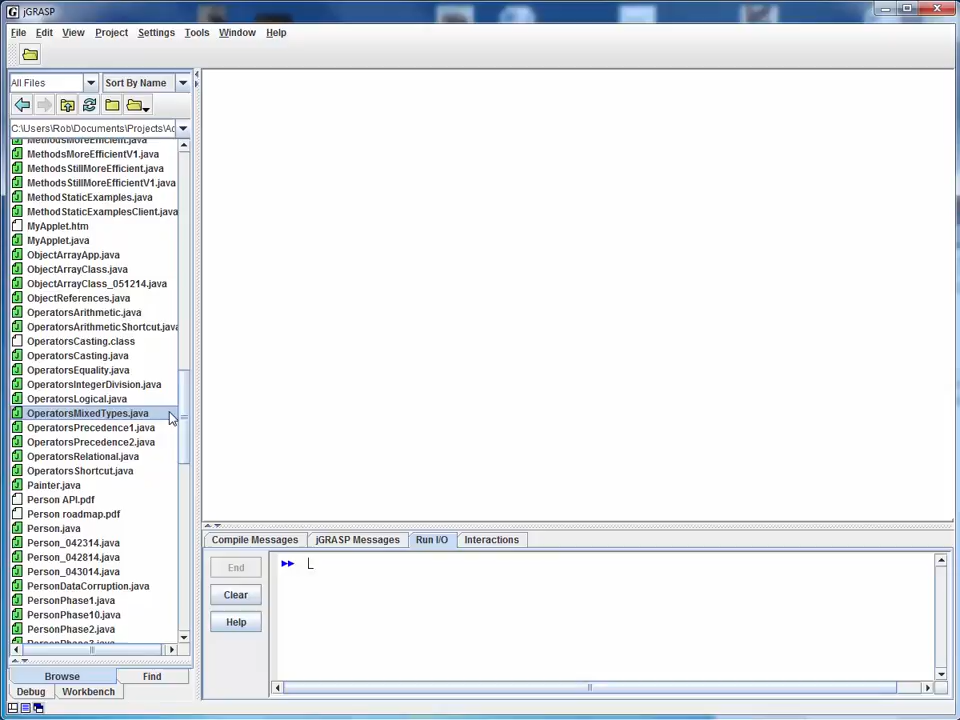 jGRASP
File Edit View Project Settings Tools Window Help
All Files Sort By Name
C:\Users\Rob\Documents\Projects\Ac
MethodsMoreEfficient.java
MethodsMoreEfficientV1.java
MethodsStillMoreEfficient.java
MethodsStillMoreEfficientV1.java
MethodStaticExamples.java
MethodStaticExamplesClient.java
MyApplet.htm
MyApplet.java
ObjectArrayApp.java
ObjectArrayClass.java
ObjectArrayClass_051214.java
ObjectReferences.java
OperatorsArithmetic.java
OperatorsArithmeticShortcut.java
OperatorsCasting.class
OperatorsCasting.java
OperatorsEquality.java
OperatorsIntegerDivision.java
OperatorsLogical.java
OperatorsMixedTypes.java
OperatorsPrecedence1.java
OperatorsPrecedence2.java
OperatorsRelational.java
OperatorsShortcut.java
Painter.java
Person API.pdf
Person roadmap.pdf
Person.java
Person_042314.java
Person_042814.java
Person_043014.java
PersonDataCorruption.java
PersonPhase1.java
PersonPhase10.java
PersonPhase2.java
PersonPhase3.java
Browse Find
Debug Workbench
Compile Messages jGRASP Messages Run I/O Interactions
End
Clear
Help